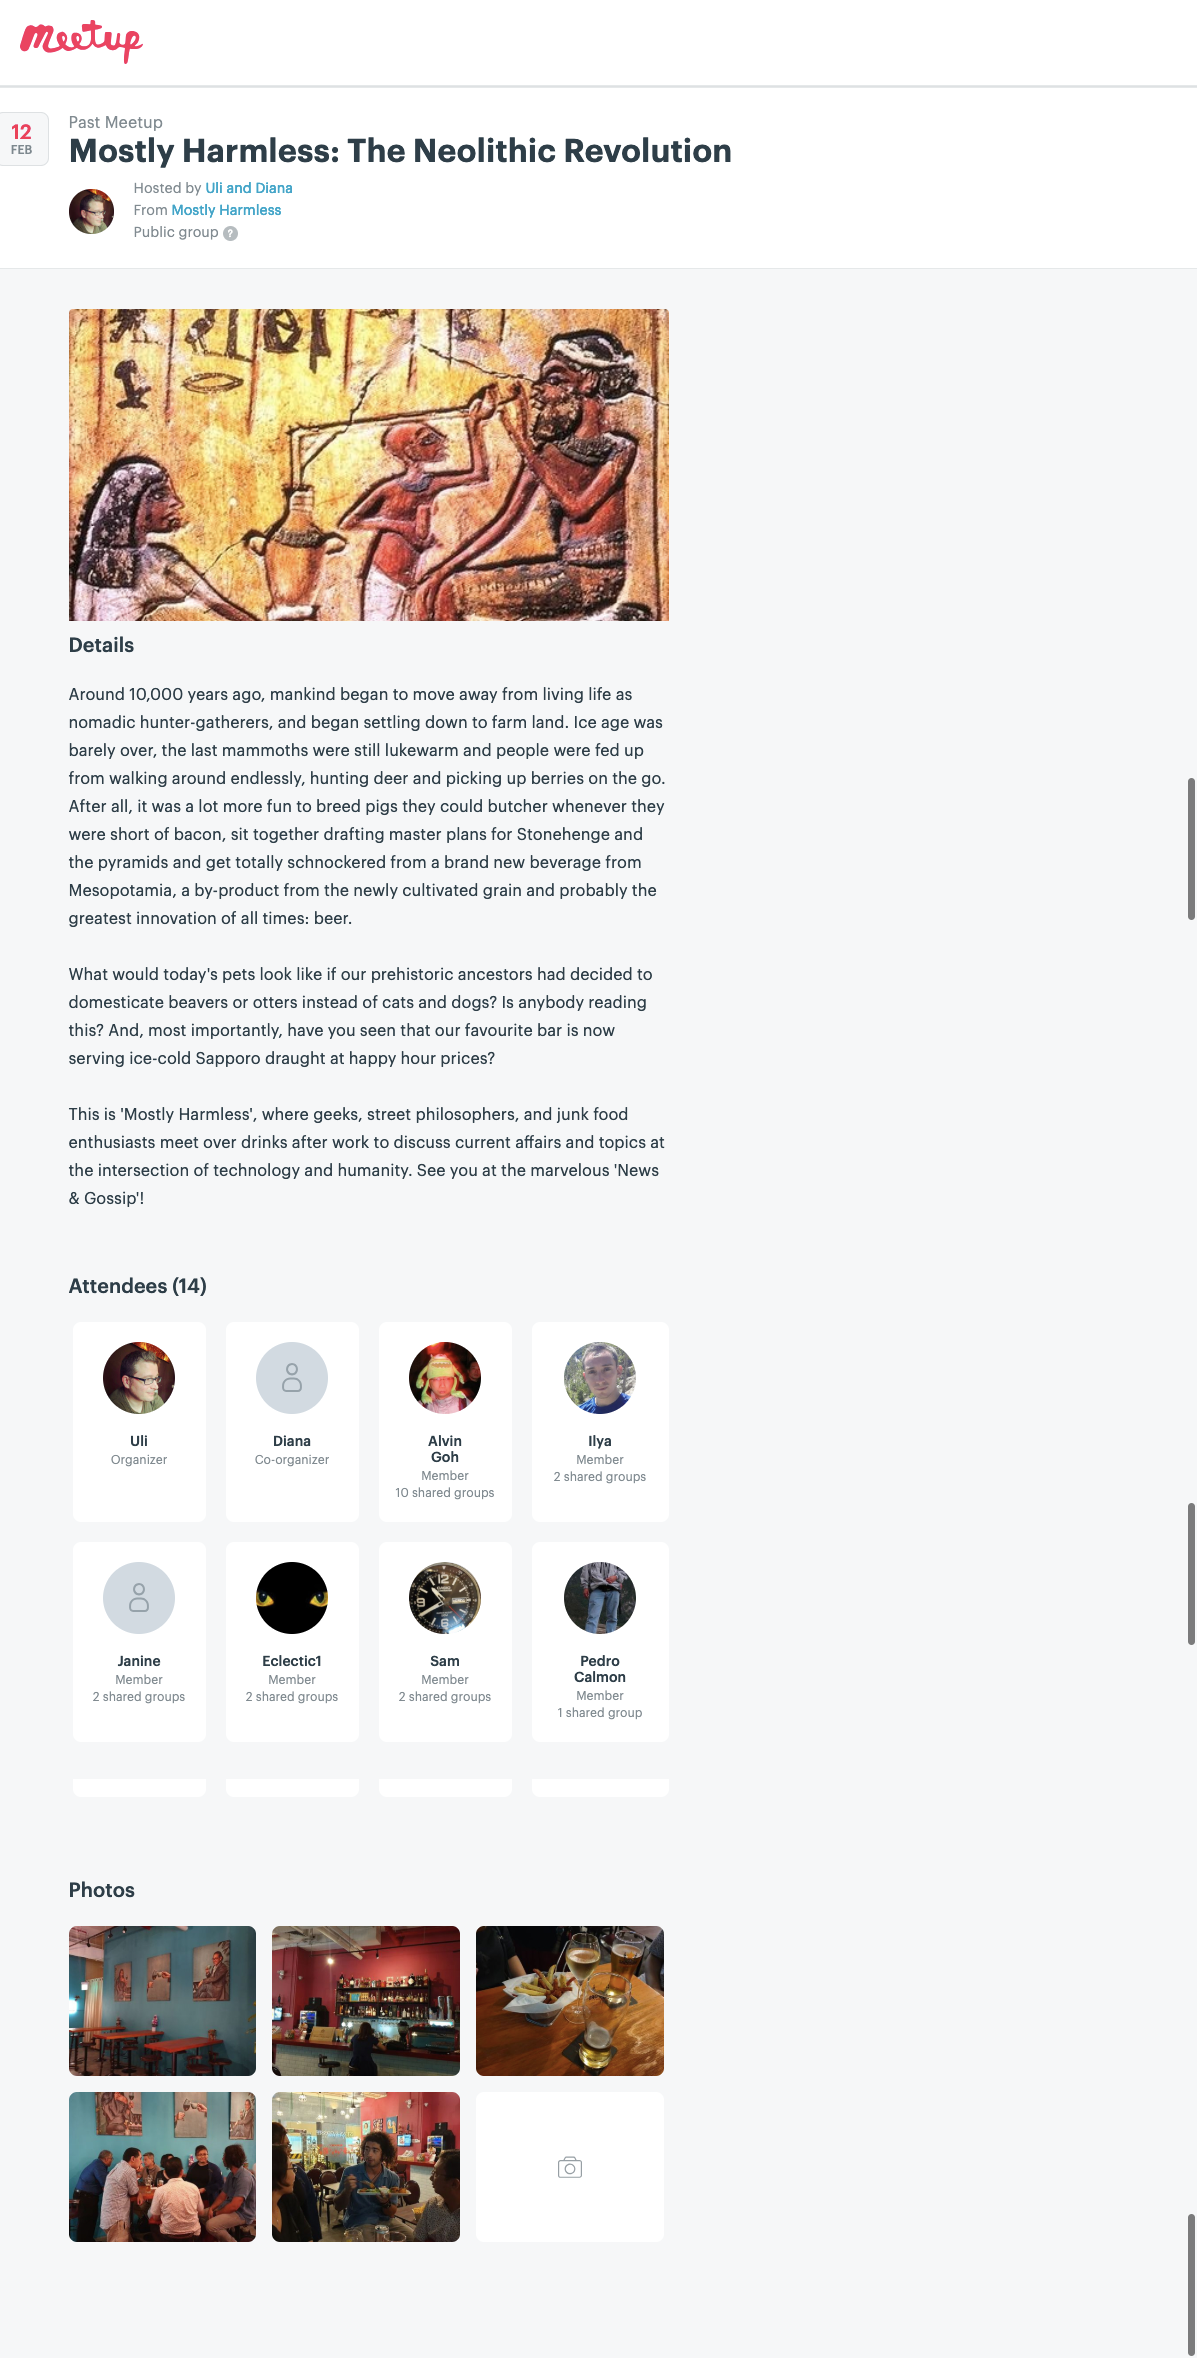 Meetup
12
FEB
Past Meetup
Mostly Harmless: The Neolithic Revolution
Hosted by Uli and Diana
From Mostly Harmless
Public group ?
Details
Around 10,000 years ago, mankind began to move away from living life as
nomadic hunter-gatherers, and began settling down to farm land. Ice age was
barely over, the last mammoths were still lukewarm and people were fed up
from walking around endlessly, hunting deer and picking up berries on the go.
After all, it was a lot more fun to breed pigs they could butcher whenever they
were short of bacon, sit together drafting master plans for Stonehenge and
the pyramids and get totally schnockered from a brand new beverage from
Mesopotamia, a by-product from the newly cultivated grain and probably the
greatest innovation of all times: beer.
What would today's pets look like if our prehistoric ancestors had decided to
domesticate beavers or otters instead of cats and dogs? Is anybody reading
this? And, most importantly, have you seen that our favourite bar is now
serving ice-cold Sapporo draught at happy hour prices?
This is 'Mostly Harmless', where geeks, street philosophers, and junk food
enthusiasts meet over drinks after work to discuss current affairs and topics at
the intersection of technology and humanity. See you at the marvelous 'News
& Gossip'!
Attendees (14)
Uli
Organizer
Diana
Co-organizer
Alvin
Goh
Member
10 shared groups
Ilya
Member
2 shared groups
Janine
Member
2 shared groups
Eclectic1
Member
2 shared groups
12
9
6
Sam
Member
2 shared groups
Pedro
Calmon
Member
1 shared group
Photos